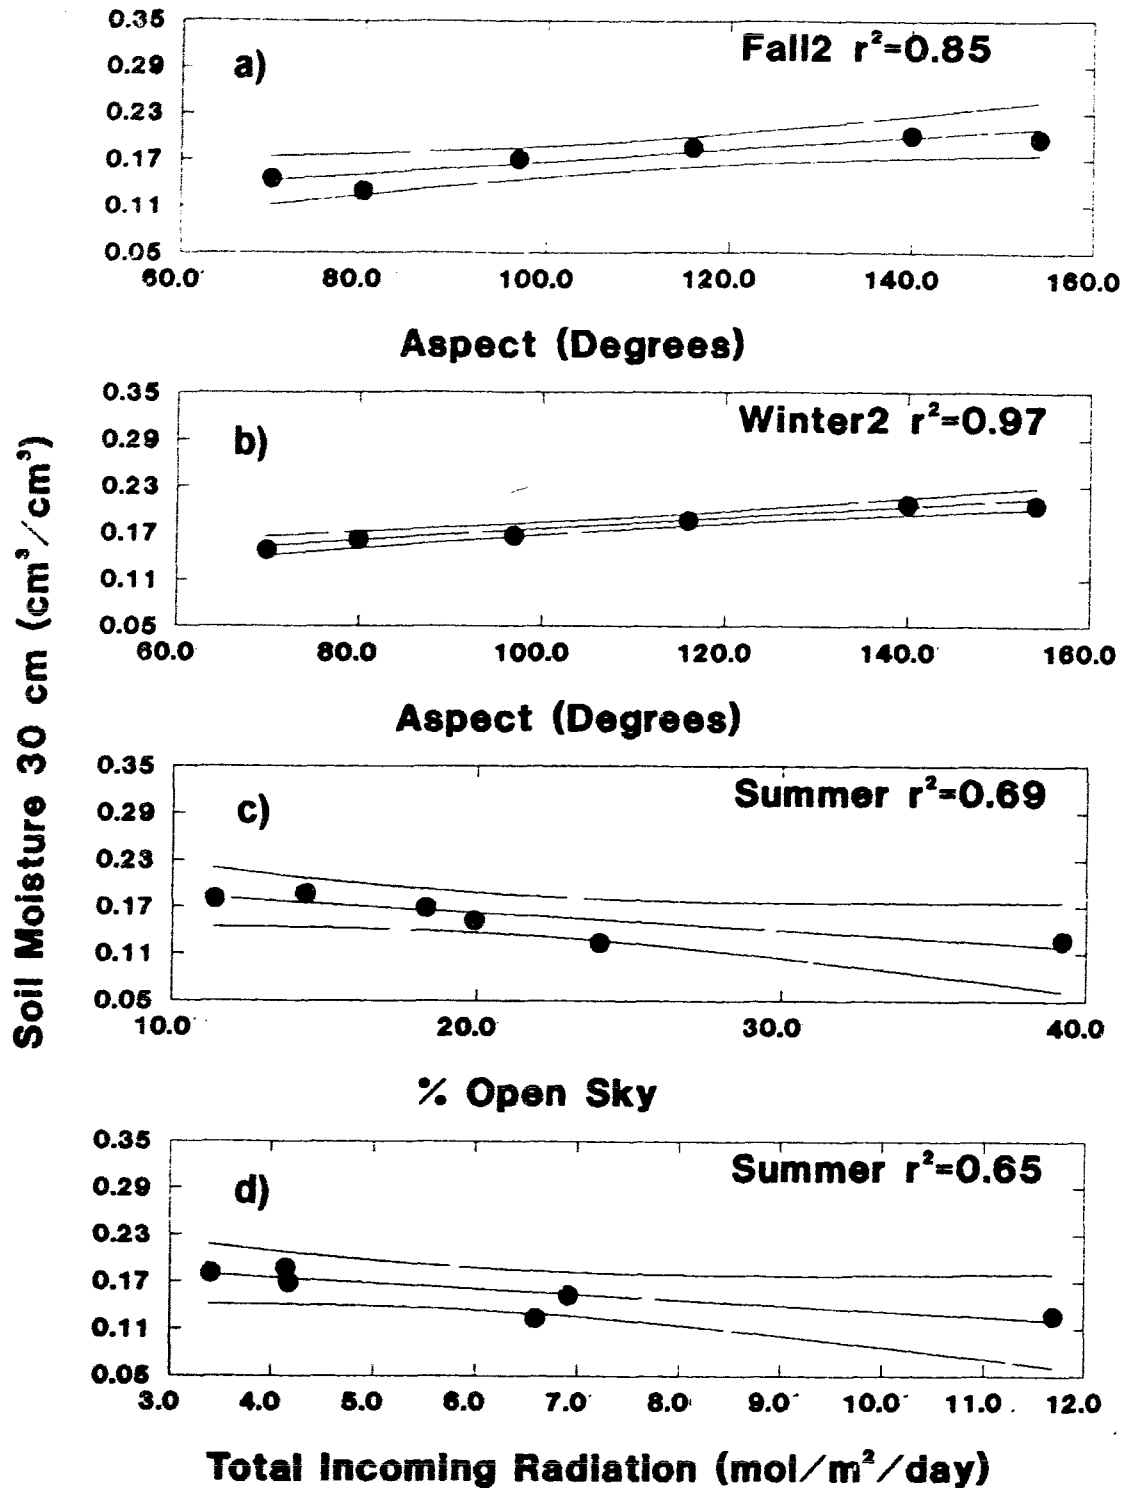 Soil Moisture 30 cm (cm³/cm³)
a)
Fall2 r²=0.85
0.35
0.29
0.23
0.17
0.11
0.05
60.0 80.0 100.0 120.0 140.0 160.0
Aspect (Degrees)
b)
Winter2 r²=0.97
0.35
0.29
0.23
0.17
0.11
0.05
60.0 80.0 100.0 120.0 140.0 160.0
Aspect (Degrees)
c)
Summer r²=0.69
0.35
0.29
0.23
0.17
0.11
0.05
10.0 20.0 30.0 40.0
% Open Sky
d)
Summer r²=0.65
0.35
0.29
0.23
0.17
0.11
0.05
3.0 4.0 5.0 6.0 7.0 8.0 9.0 10.0 11.0 12.0
Total Incoming Radiation (mol/m²/day)